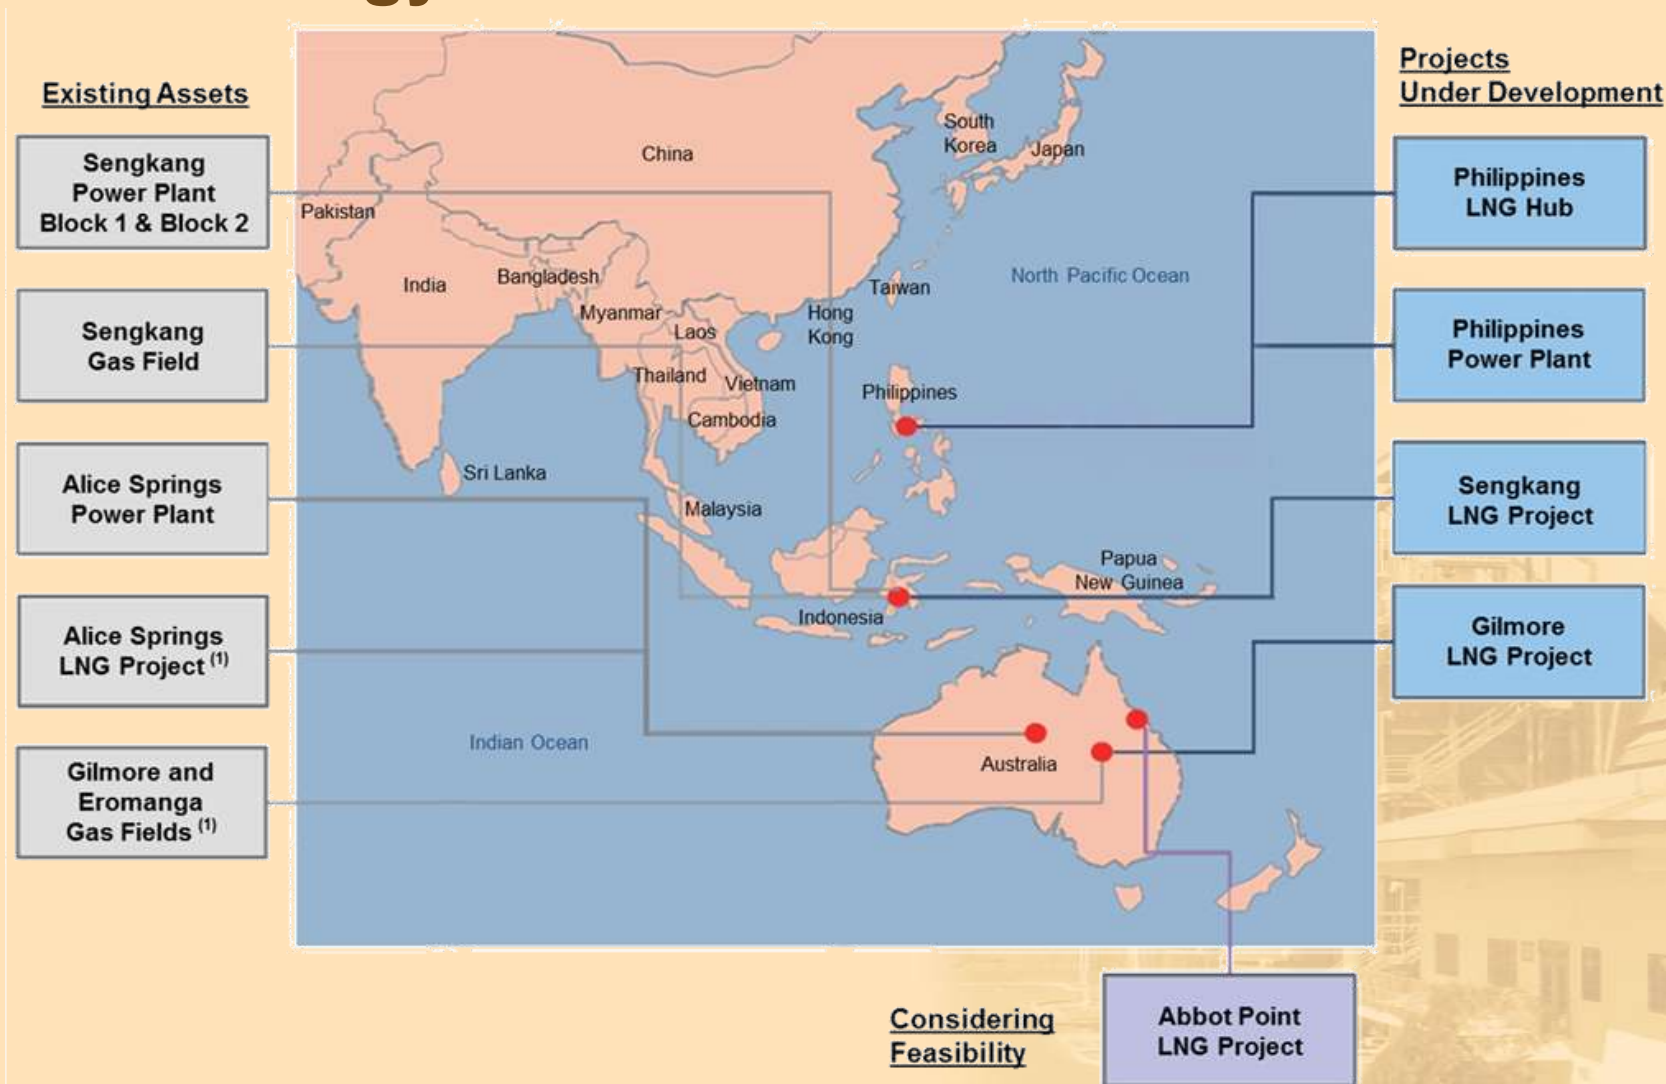 Existing Assets
Sengkang
Power Plant
Block 1 & Block 2
Sengkang
Gas Field
Alice Springs
Power Plant
Alice Springs
LNG Project (1)
Gilmore and
Eromanga
Gas Fields (1)
China
South
Korea
Japan
Pakistan
India
Bangladesh
Myanmar
Taiwan
North Pacific Ocean
Hong
Kong
Laos
Thailand
Vietnam
Cambodia
Philippines
Sri Lanka
Malaysia
Papua
New Guinea
Indonesia
Indian Ocean
Australia
Projects
Under Development
Philippines
LNG Hub
Philippines
Power Plant
Sengkang
LNG Project
Gilmore
LNG Project
Considering
Feasibility
Abbot Point
LNG Project